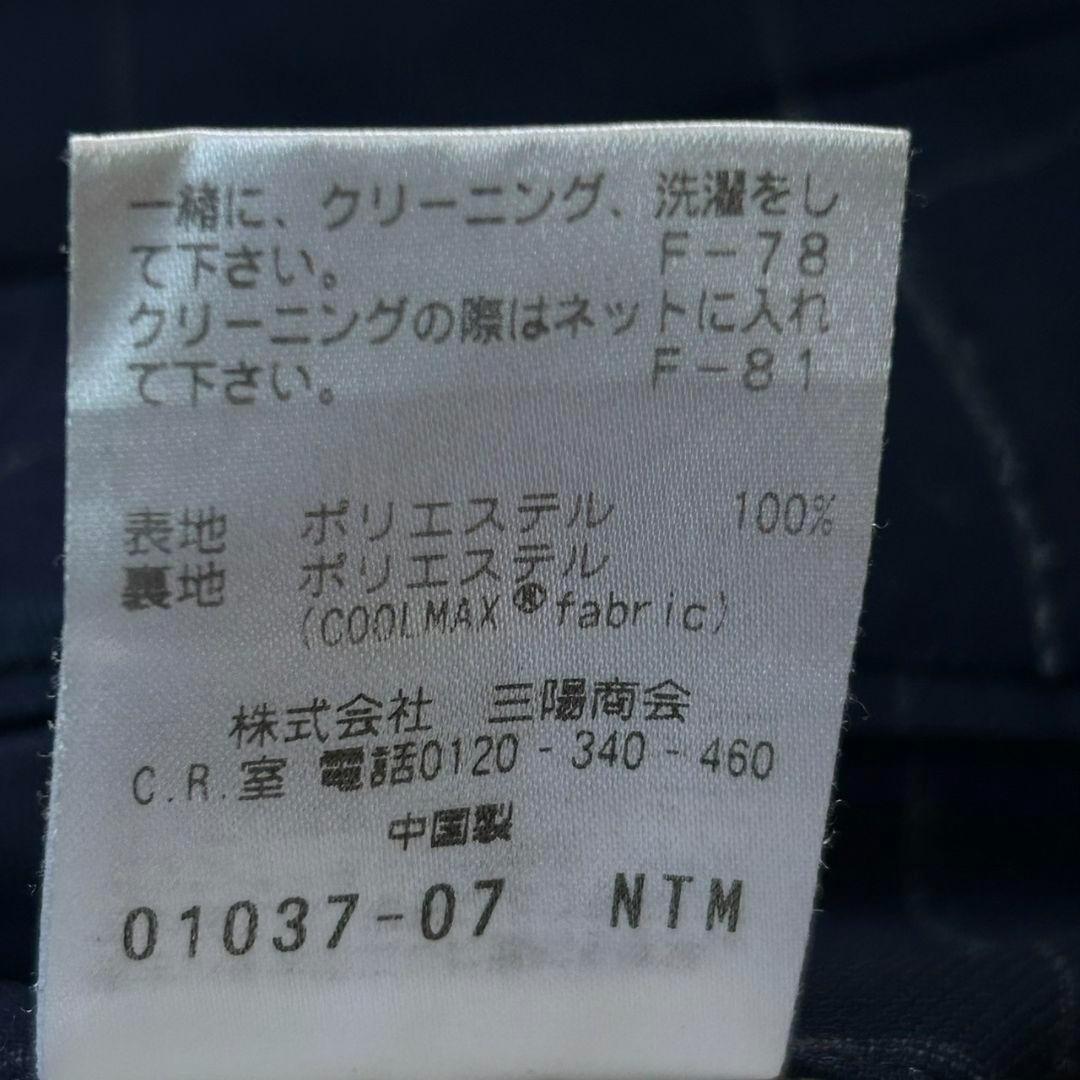 一緒に、クリーニング、洗濯をし
て下さい。 F-78
クリーニングの際はネットに入れ
て下さい。 F-81
表地 ポリエステル 100%
裏地 ポリエステル
(COOLMAX®fabric)
株式会社 三陽商会
C.R.室 電話0120-340-460
中国製
01037-07 NTM